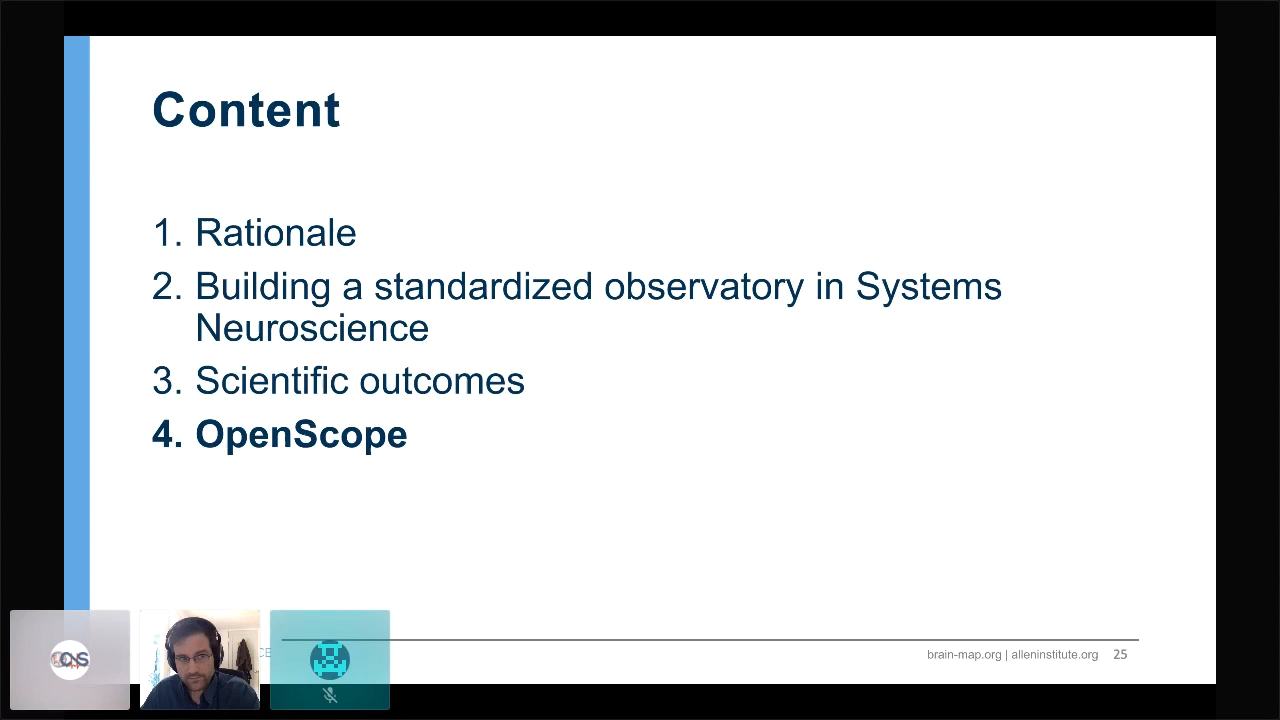 Content
1. Rationale
2. Building a standardized observatory in Systems
Neuroscience
3. Scientific outcomes
4. OpenScope
brain-map.org | alleninstitute.org 25